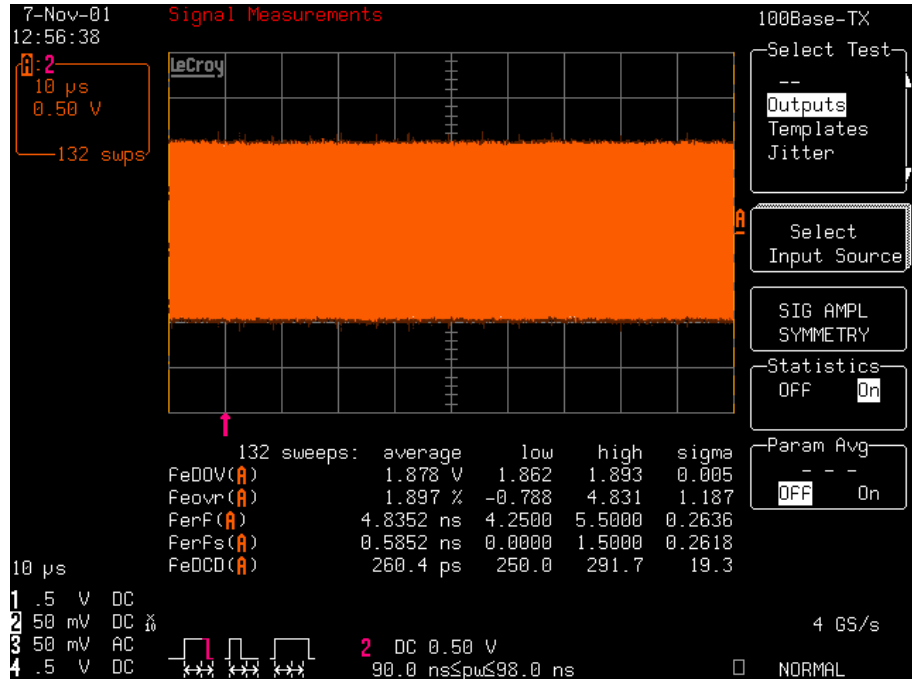 7-Nov-01
12:56:38
Signal Measurements
100Base-TX
A:2
10 µs
0.50 V
132 swps
LeCroy
A
Select Test
--
Outputs
Templates
Jitter
Select
Input Source
SIG AMPL
SYMMETRY
Statistics
OFF On
Param Avg
- - -
OFF On
132 sweeps: average low high sigma
FeDOV(A) 1.878 V 1.862 1.893 0.005
Feovr(A) 1.897 % -0.788 4.831 1.187
FerF(A) 4.8352 ns 4.2500 5.5000 0.2636
FerFs(A) 0.5852 ns 0.0000 1.5000 0.2618
FeDCD(A) 260.4 ps 250.0 291.7 19.3
10 µs
1 .5 V DC
2 50 mV DC X10
3 50 mV AC
4 .5 V DC
2 DC 0.50 V
90.0 ns≤pw≤98.0 ns
4 GS/s
NORMAL